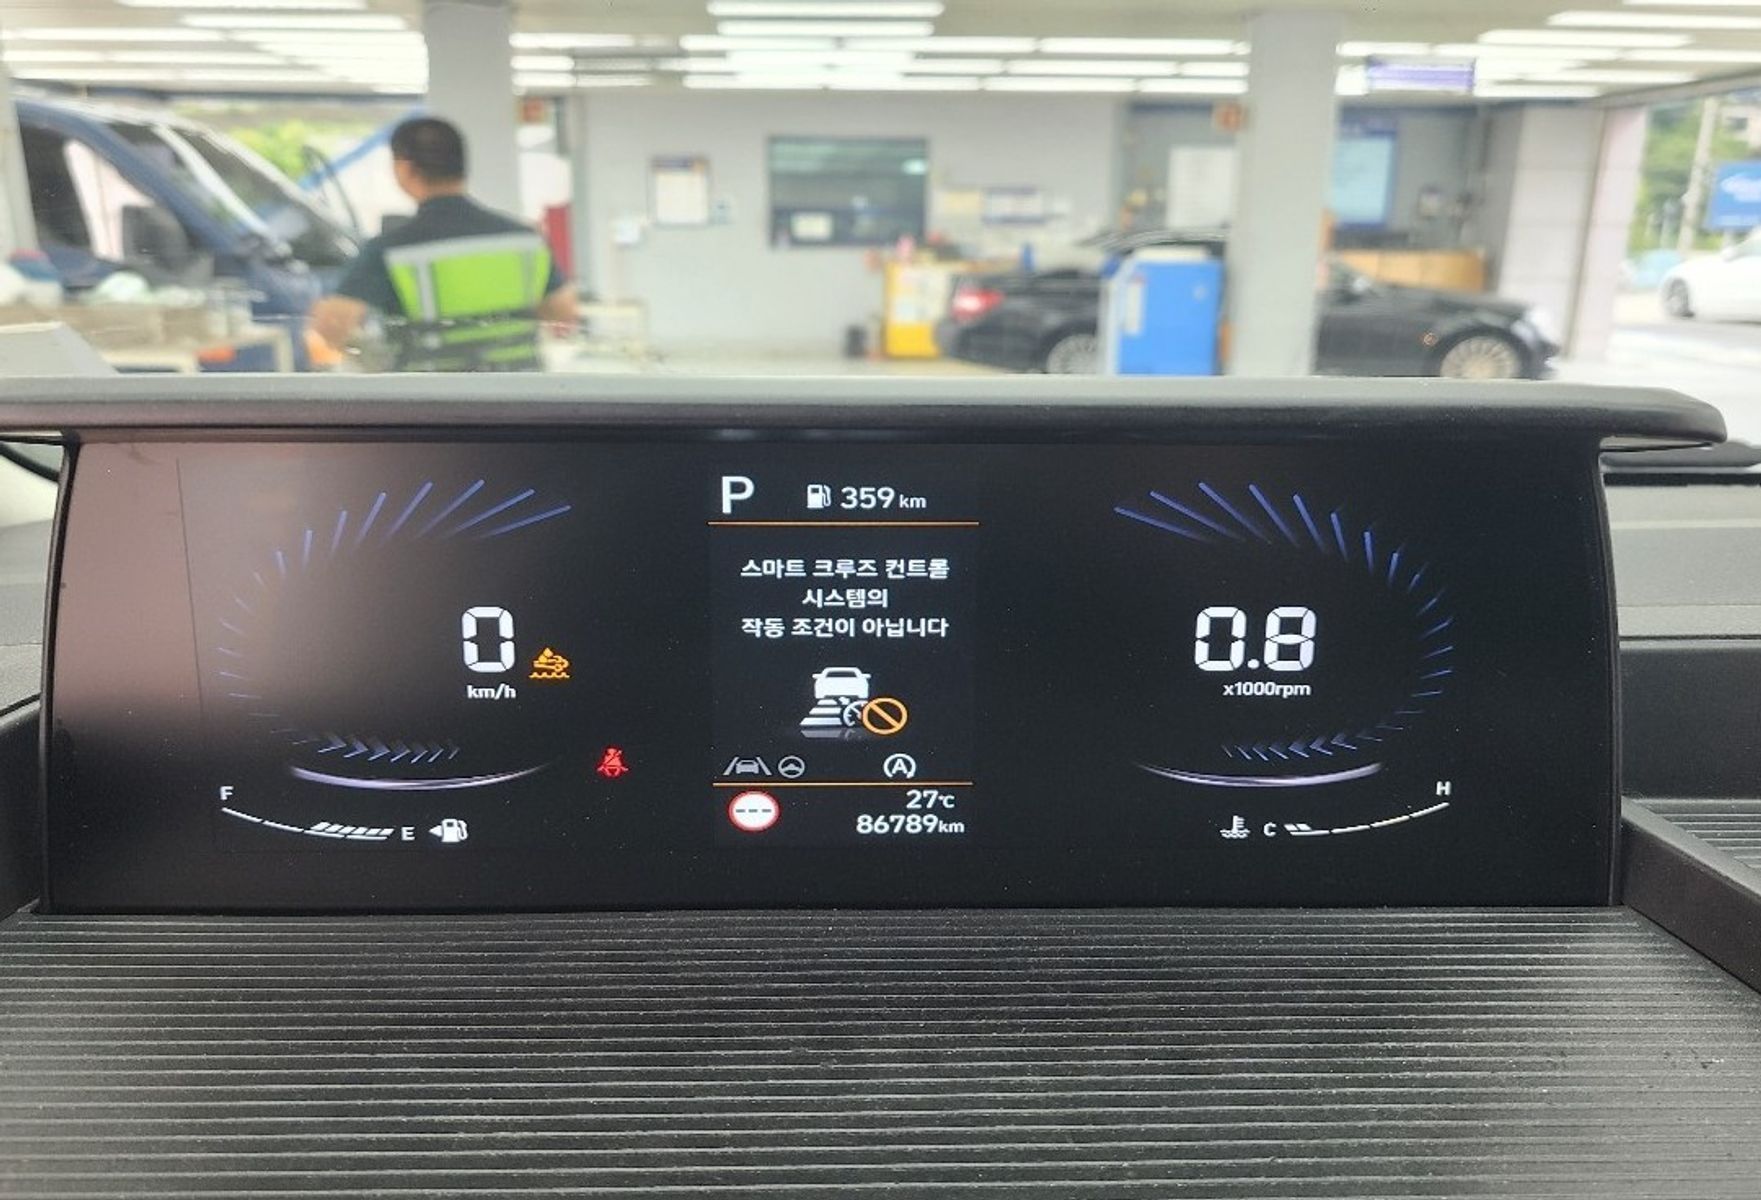 P
359 km
스마트 크루즈 컨트롤
시스템의
작동 조건이 아닙니다
0
km/h
0.8
x1000rpm
A
F
E
27℃
86789km
C
H